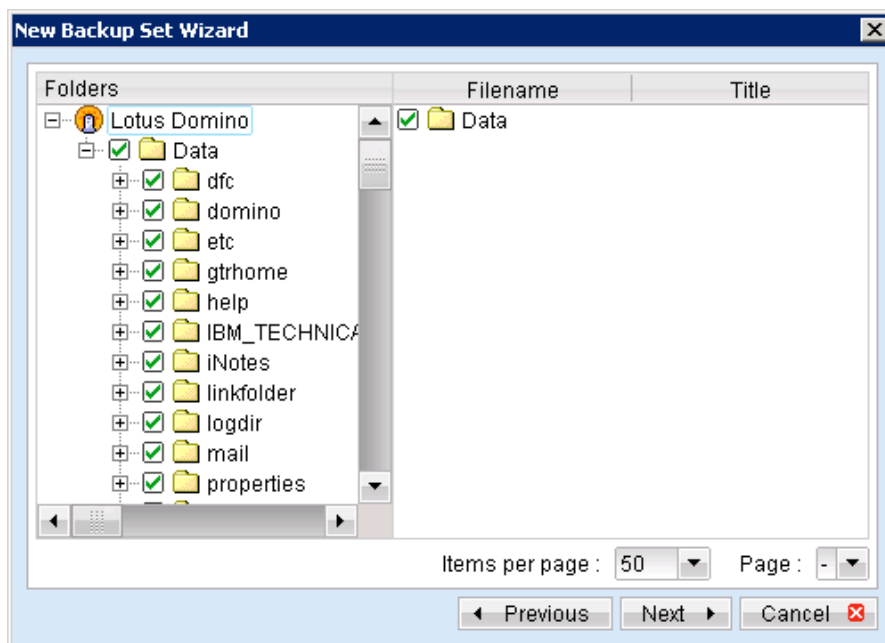 New Backup Set Wizard
Folders
Filename
Title
Lotus Domino
Data
Data
dfc
domino
etc
gtrhome
help
IBM_TECHNICA
iNotes
linkfolder
logdir
mail
properties
Items per page : 50
Page : -
Previous
Next
Cancel